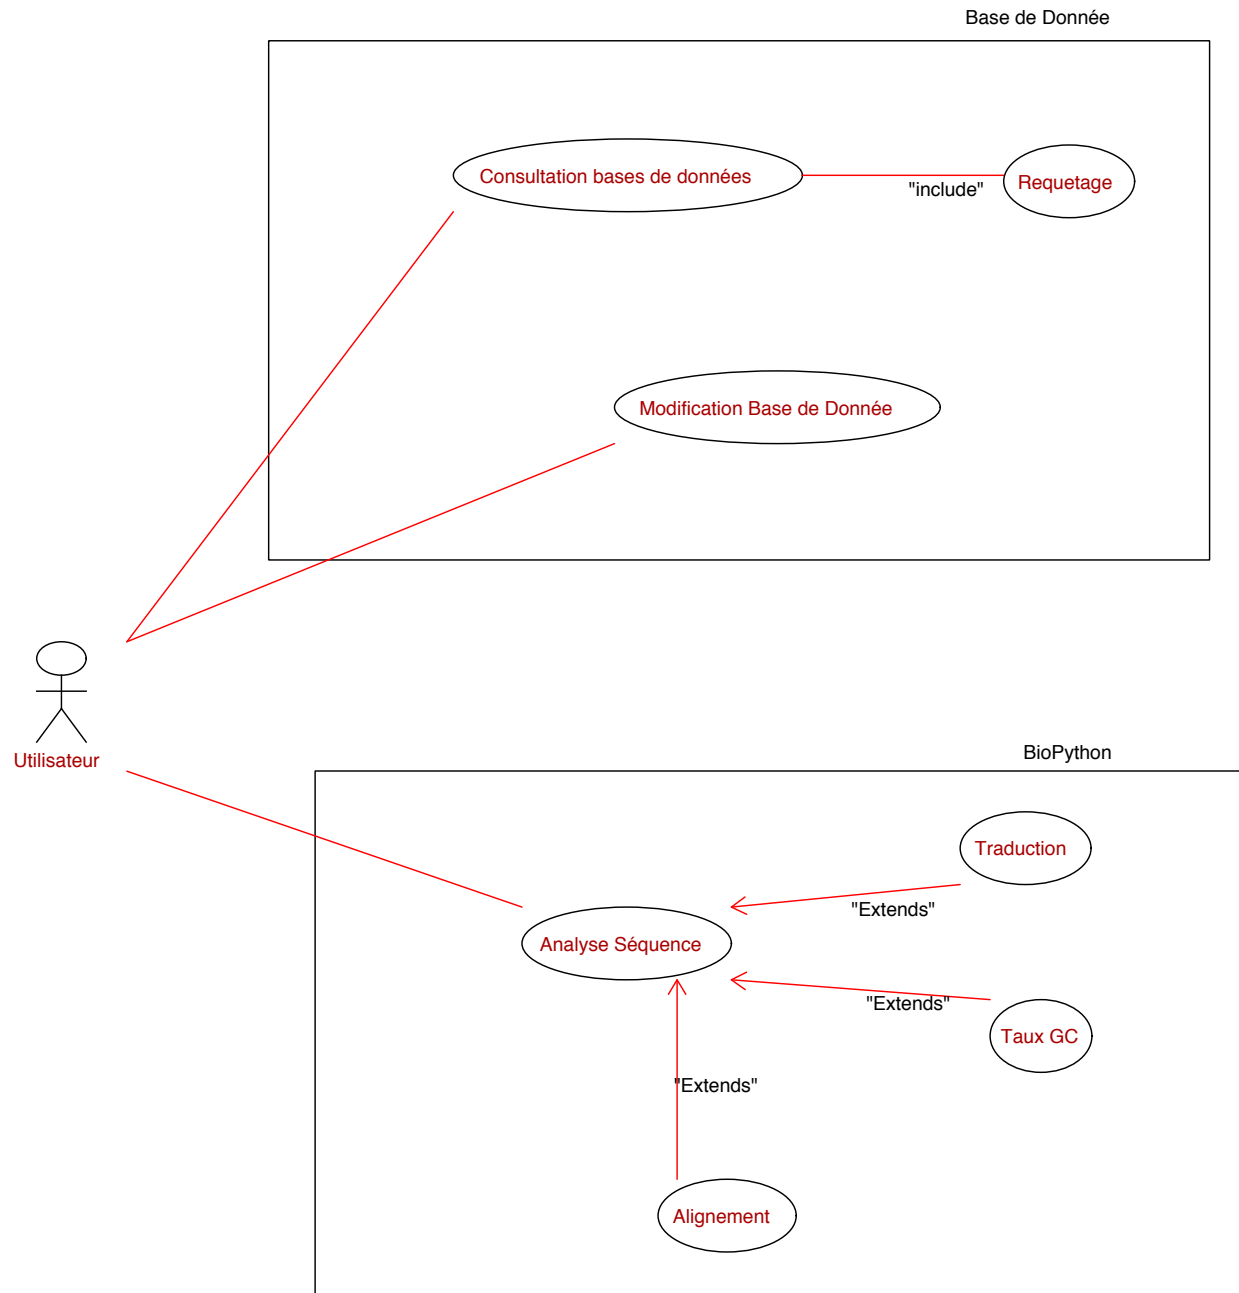 Base de Donnée
Consultation bases de données
"include"
Requetage
Modification Base de Donnée
Utilisateur
BioPython
Traduction
"Extends"
Analyse Séquence
"Extends"
Taux GC
"Extends"
Alignement